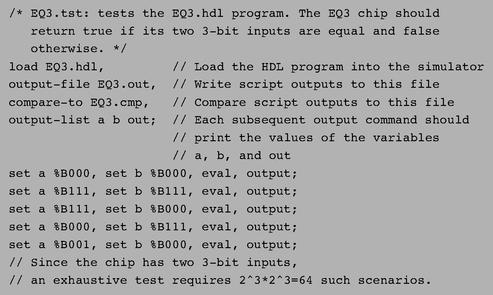 /* EQ3.tst: tests the EQ3.hdl program. The EQ3 chip should
return true if its two 3-bit inputs are equal and false
otherwise. */
load EQ3.hdl, // Load the HDL program into the simulator
output-file EQ3.out, // Write script outputs to this file
compare-to EQ3.cmp, // Compare script outputs to this file
output-list a b out; // Each subsequent output command should
// print the values of the variables
// a, b, and out
set a %B000, set b %B000, eval, output;
set a %B111, set b %B111, eval, output;
set a %B111, set b %B000, eval, output;
set a %B000, set b %B111, eval, output;
set a %B001, set b %B000, eval, output;
// Since the chip has two 3-bit inputs,
// an exhaustive test requires 2^3*2^3=64 such scenarios.